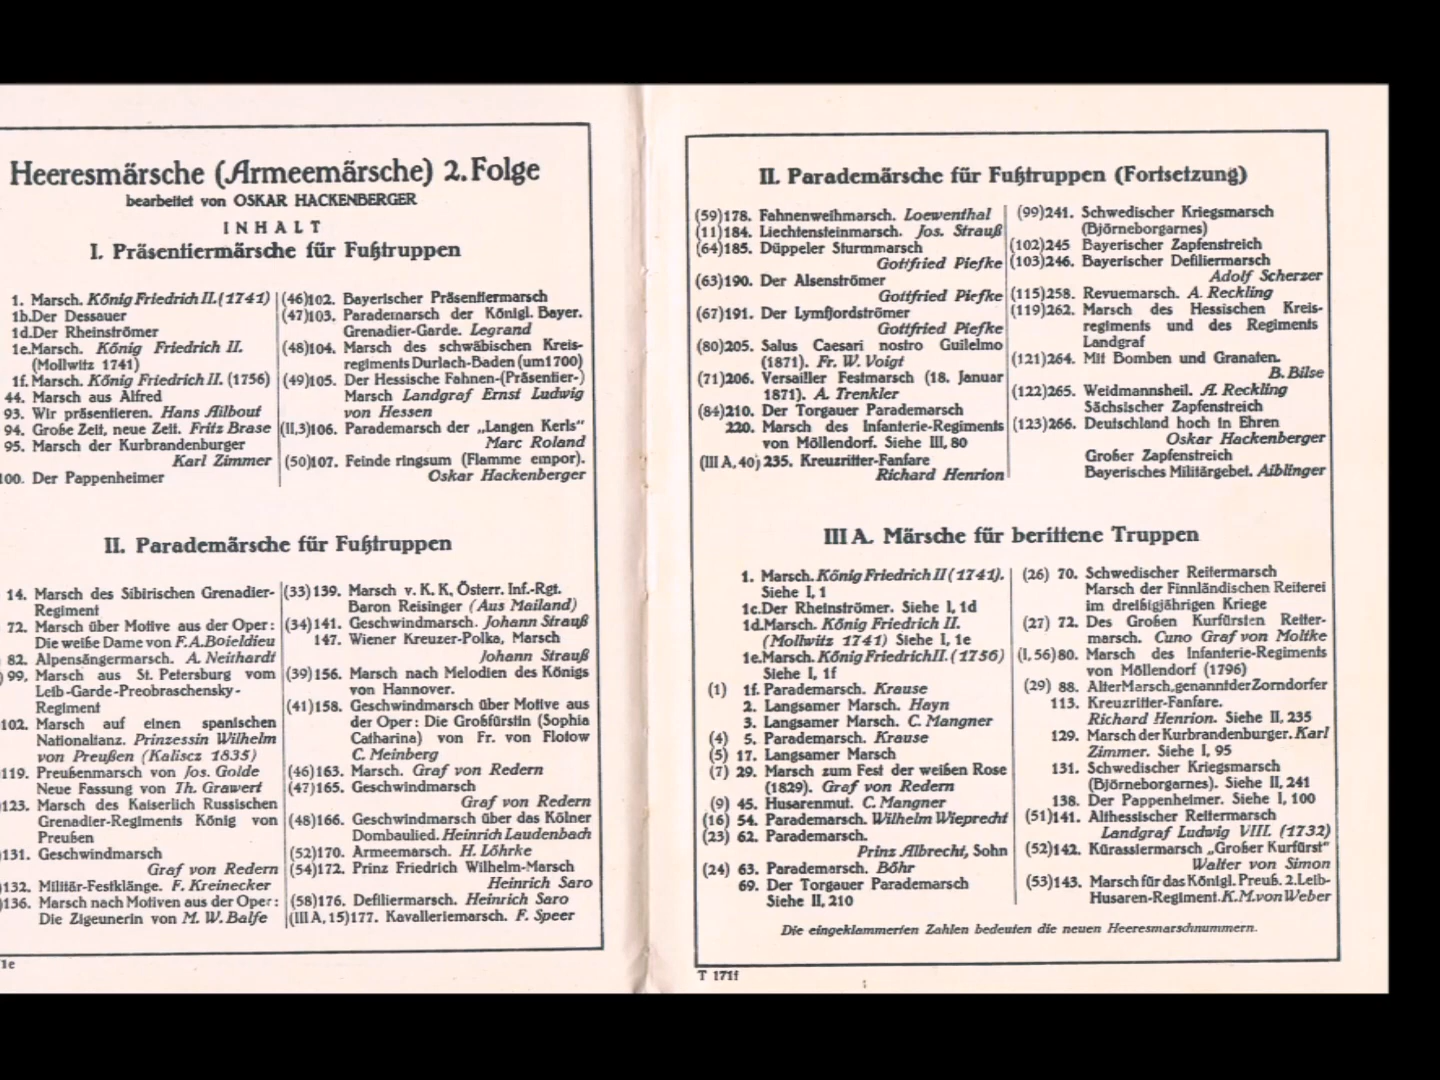 Heeresmärsche (Armeemärsche) 2. Folge
bearbeitet von OSKAR HACKENBERGER
INHALT
I. Präsentiermärsche für Fußtruppen
1. Marsch. König Friedrich II. (1741)
1b. Der Dessauer
1d. Der Rheinströmer
1e. Marsch. König Friedrich II.
(Mollwitz 1741)
1f. Marsch. König Friedrich II. (1756)
44. Marsch aus Alfred
93. Wir präsentieren. Hans Ailbout
94. Große Zeit, neue Zeit. Fritz Brase
95. Marsch der Kurbrandenburger
Karl Zimmer
100. Der Pappenheimer
(46)102. Bayerischer Präsentiermarsch
(47)103. Parademarsch der Königl. Bayer.
Grenadier-Garde. Legrand
(48)104. Marsch des schwäbischen Kreis-
regiments Durlach-Baden (um 1700)
(49)105. Der Hessische Fahnen-(Präsentier-)
Marsch Landgraf Ernst Ludwig
von Hessen
(II,3)106. Parademarsch der „Langen Kerls"
Marc Roland
(50)107. Feinde ringsum (Flamme empor).
Oskar Hackenberger
II. Parademärsche für Fußtruppen
14. Marsch des Sibirischen Grenadier-
Regiment
72. Marsch über Motive aus der Oper:
Die weiße Dame von F. A. Boieldieu
82. Alpensängermarsch. A. Neithardt
)99. Marsch aus St. Petersburg vom
Leib-Garde-Preobraschensky-
Regiment
102. Marsch auf einen spanischen
Nationaltanz. Prinzessin Wilhelm
von Preußen (Kalisez 1835)
119. Preußenmarsch von Jos. Golde
Neue Fassung von Th. Grawert
123. Marsch des Kaiserlich Russischen
Grenadier-Regiments König von
Preußen
)131. Geschwindmarsch
Graf von Redern
)132. Militär-Festklänge. F. Kreinecker
)136. Marsch nach Motiven aus der Oper:
Die Zigeunerin von M. W. Balfe
(33)139. Marsch v. K. K. Österr. Inf.-Rgt.
Baron Reisinger (Aus Mailand)
(34)141. Geschwindmarsch. Johann Strauß
147. Wiener Kreuzer-Polka, Marsch
Johann Strauß
(39)156. Marsch nach Melodien des Königs
von Hannover.
(41)158. Geschwindmarsch über Motive aus
der Oper: Die Großfürstin (Sophia
Catharina) von Fr. von Flotow
C. Meinberg
(46)163. Marsch. Graf von Redern
(47)165. Geschwindmarsch
Graf von Redern
(48)166. Geschwindmarsch über das Kölner
Dombaulied. Heinrich Laudenbach
(52)170. Armeemarsch. H. Löhrke
(54)172. Prinz Friedrich Wilhelm-Marsch
Heinrich Saro
(58)176. Defiliermarsch. Heinrich Saro
(III A, 15)177. Kavalleriemarsch. F. Speer
1e
II. Parademärsche für Fußtruppen (Fortsetzung)
(59)178. Fahnenweihmarsch. Loewenthal
(11)184. Liechtensteinmarsch. Jos. Strauß
(64)185. Düppeler Sturmmarsch
Gottfried Piefke
(63)190. Der Alsenströmer
Gottfried Piefke
(67)191. Der Lymfjordströmer
Gottfried Piefke
(80)205. Salus Caesari nostro Guilelmo
(1871). Fr. W. Voigt
(71)206. Versailler Festmarsch (18. Januar
1871). A. Trenkler
(84)210. Der Torgauer Parademarsch
220. Marsch des Infanterie-Regiments
von Möllendorf. Siehe III, 80
(III A, 40) 235. Kreuzritter-Fanfare
Richard Henrion
(99)241. Schwedischer Kriegsmarsch
(Björneborgarnes)
(102)245 Bayerischer Zapfenstreich
(103)246. Bayerischer Defiliermarsch
Adolf Scherzer
(115)258. Revuemarsch. A. Reckling
(119)262. Marsch des Hessischen Kreis-
regiments und des Regiments
Landgraf
(121)264. Mit Bomben und Granaten.
B. Bilse
(122)265. Weidmannsheil. A. Reckling
Sächsischer Zapfenstreich
(123)266. Deutschland hoch in Ehren
Oskar Hackenberger
Großer Zapfenstreich
Bayerisches Militärgebet. Aiblinger
III A. Märsche für berittene Truppen
1. Marsch. König Friedrich II (1741).
Siehe I, 1
1c. Der Rheinströmer. Siehe I, 1d
1d. Marsch. König Friedrich II.
(Mollwitz 1741) Siehe I, 1e
1e. Marsch. König Friedrich II. (1756)
Siehe I, 1f
(1) 1f. Parademarsch. Krause
2. Langsamer Marsch. Hayn
3. Langsamer Marsch. C. Mangner
(4) 5. Parademarsch. Krause
(5) 17. Langsamer Marsch
(7) 29. Marsch zum Fest der weißen Rose
(1829). Graf von Redern
(9) 45. Husarenmut. C. Mangner
(16) 54. Parademarsch. Wilhelm Wieprecht
(23) 62. Parademarsch.
Prinz Albrecht, Sohn
(24) 63. Parademarsch. Böhr
69. Der Torgauer Parademarsch
Siehe II, 210
(26) 70. Schwedischer Reitermarsch
Marsch der Finnländischen Reiterei
im dreißigjährigen Kriege
(27) 72. Des Großen Kurfürsten Reiter-
marsch. Cuno Graf von Moltke
(I, 56)80. Marsch des Infanterie-Regiments
von Möllendorf (1796)
(29) 88. Alter Marsch, genannt der Zorndorfer
113. Kreuzritter-Fanfare.
Richard Henrion. Siehe II, 235
129. Marsch der Kurbrandenburger. Karl
Zimmer. Siehe I, 95
131. Schwedischer Kriegsmarsch
(Björneborgarnes). Siehe II, 241
138. Der Pappenheimer. Siehe I, 100
(51)141. Althessischer Reitermarsch
Landgraf Ludwig VIII. (1732)
(52)142. Kürassiermarsch „Großer Kurfürst"
Walter von Simon
(53)143. Marsch für das Königl. Preuß. 2. Leib-
Husaren-Regiment. K. M. von Weber
Die eingeklammerten Zahlen bedeuten die neuen Heeresmarschnummern.
T 171f